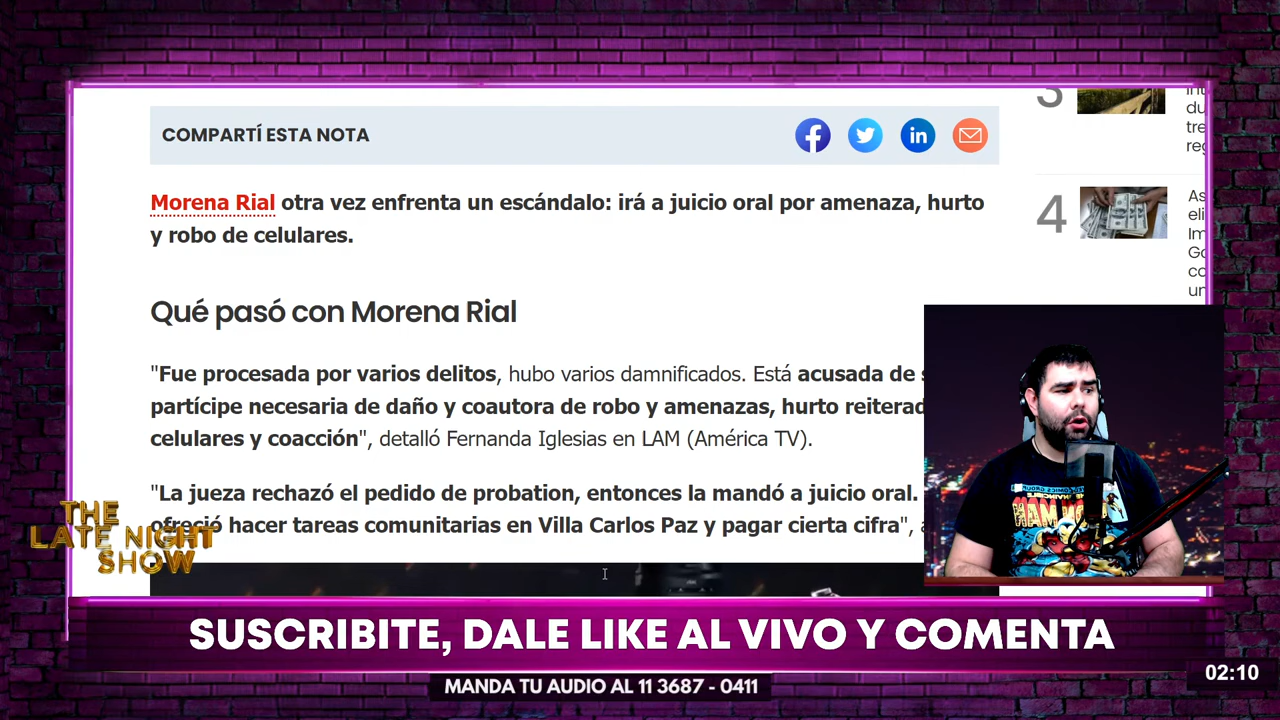 COMPARTÍ ESTA NOTA
Morena Rial otra vez enfrenta un escándalo: irá a juicio oral por amenaza, hurto
y robo de celulares.
Qué pasó con Morena Rial
"Fue procesada por varios delitos, hubo varios damnificados. Está acusada de
partícipe necesaria de daño y coautora de robo y amenazas, hurto
celulares y coacción", detalló Fernanda Iglesias en LAM (América TV).
"La jueza rechazó el pedido de probation, entonces la mandó a juicio oral.
ofreció hacer tareas comunitarias en Villa Carlos Paz y pagar cierta cifra",
3
4
THE
LATE NIGHT
SHOW
SUSCRIBITE, DALE LIKE AL VIVO Y COMENTA
MANDA TU AUDIO AL 11 3687 - 0411
02:10